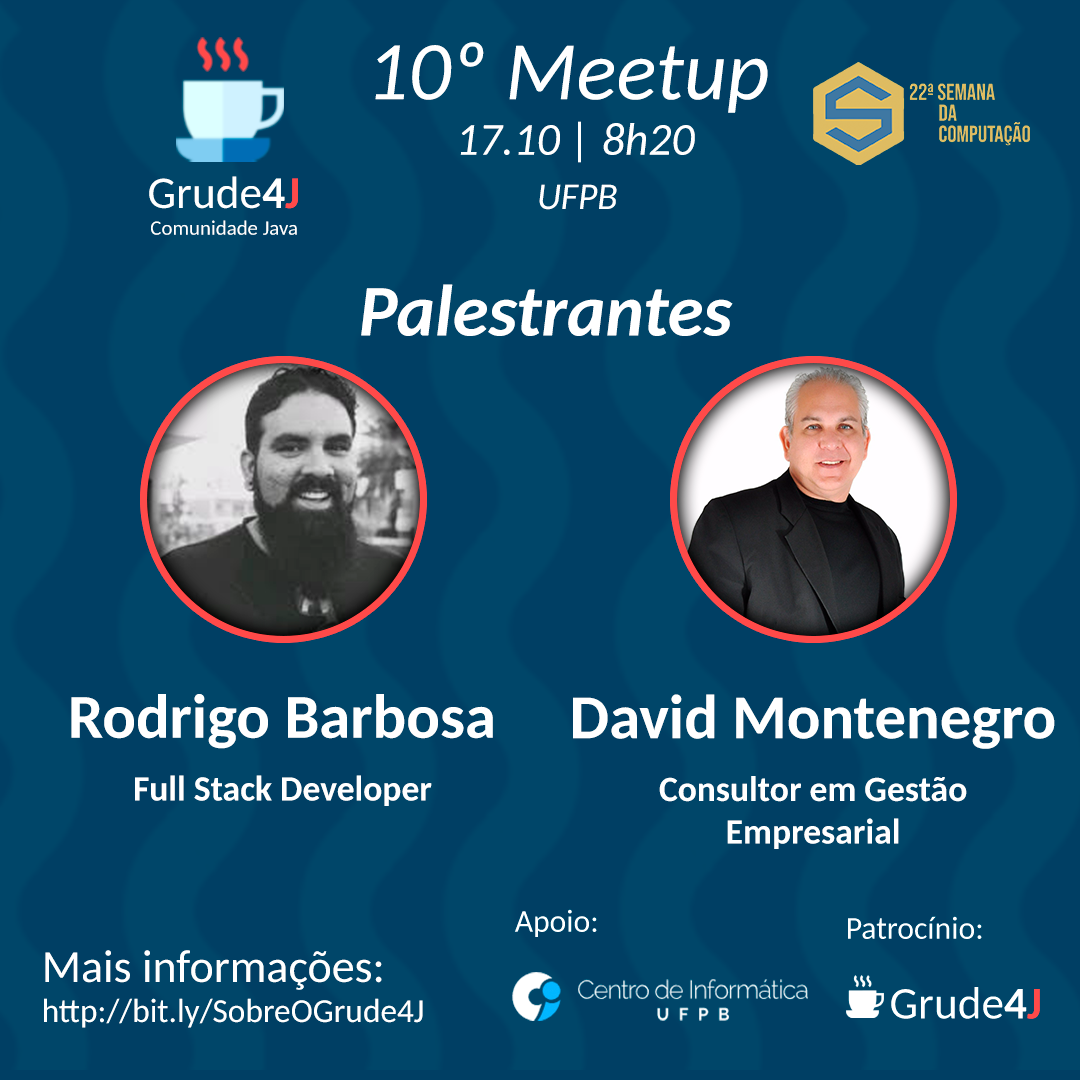 10º Meetup
17.10 | 8h20
UFPB
Grude4J
Comunidade Java
22ª SEMANA
DA
COMPUTAÇÃO
Palestrantes
Rodrigo Barbosa
Full Stack Developer
David Montenegro
Consultor em Gestão
Empresarial
Mais informações:
http://bit.ly/SobreOGrude4J
Apoio:
Centro de Informática
UFPB
Patrocínio:
Grude4J